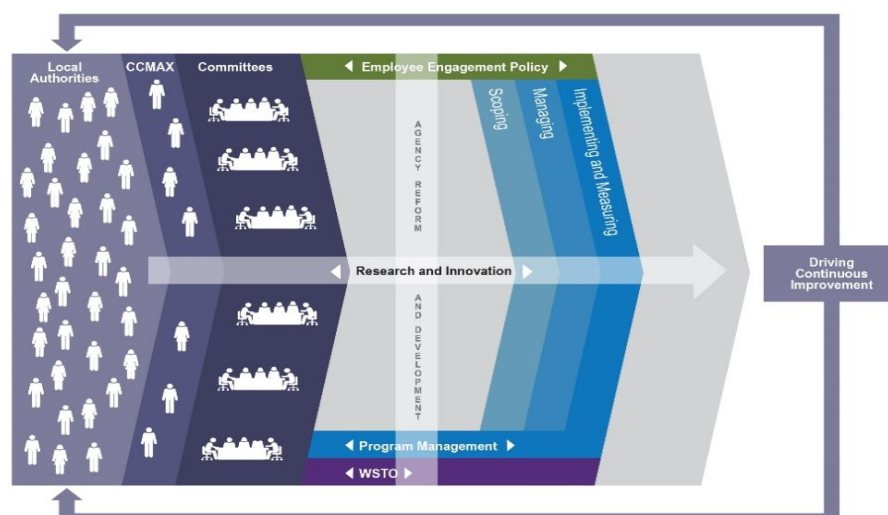 Local
Authorities
CCMAX
Committees
Employee Engagement Policy
Scoping
Managing
Implementing and Measuring
AGENCY REFORM
Research and Innovation
AND DEVELOPMENT
Driving
Continuous
Improvement
Program Management
WSTO